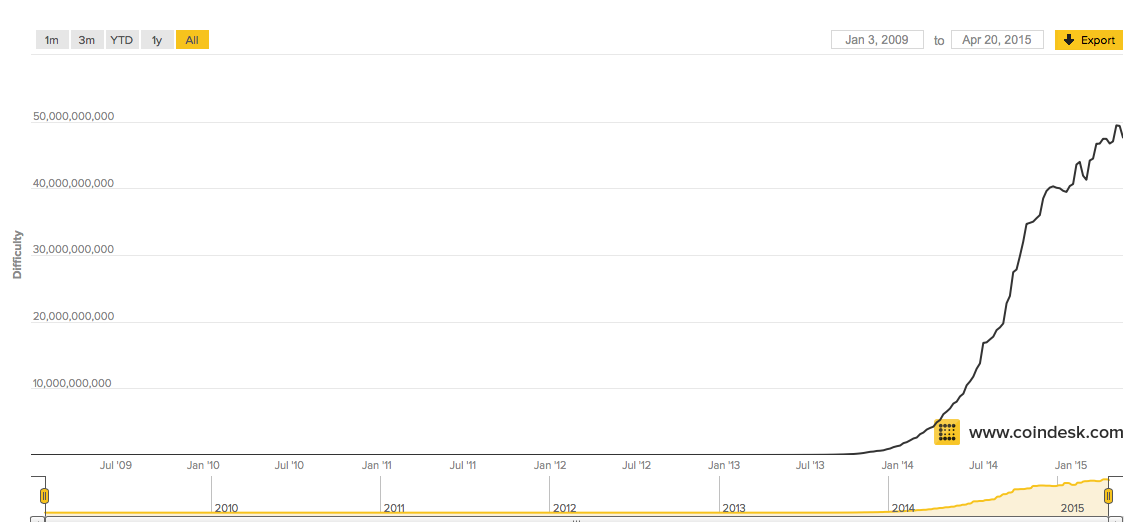 1m 3m YTD 1y All Jan 3, 2009 to Apr 20, 2015 Export
50,000,000,000
40,000,000,000
30,000,000,000
20,000,000,000
10,000,000,000
Difficulty
www.coindesk.com
Jul '09 Jan '10 Jul '10 Jan '11 Jul '11 Jan '12 Jul '12 Jan '13 Jul '13 Jan '14 Jul '14 Jan '15
2010 2011 2012 2013 2014 2015